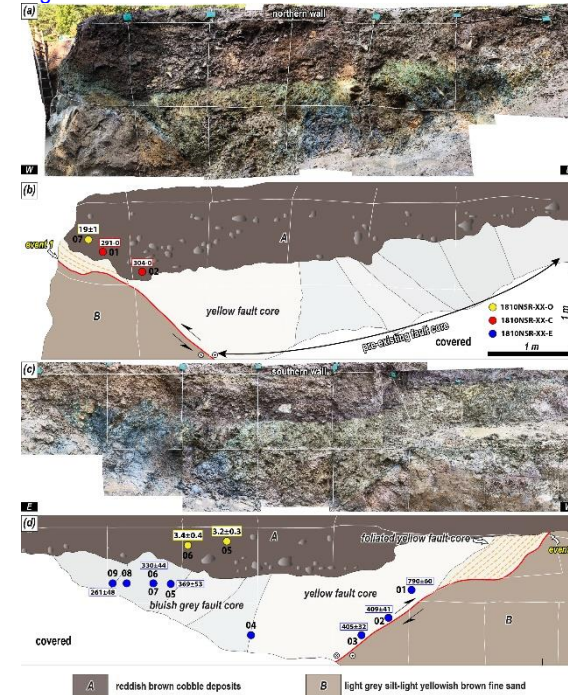 (a)
northern wall
W
(b)
19±1
07
291-0
01
304-0
02
event 1
A
B
yellow fault core
pre-existing fault core
covered
1810NSR-XX-O
1810NSR-XX-C
1810NSR-XX-E
1 m
(c)
southern wall
E
(d)
3.4±0.4
06
3.2±0.3
05
A
foliated yellow fault core
event
330±44
09 08 06
07
05
369±53
261±48
790±60
01
bluish grey fault core
yellow fault core
409±41
02
405±32
03
04
B
covered
A reddish brown cobble deposits
B light grey silt-light yellowish brown fine sand